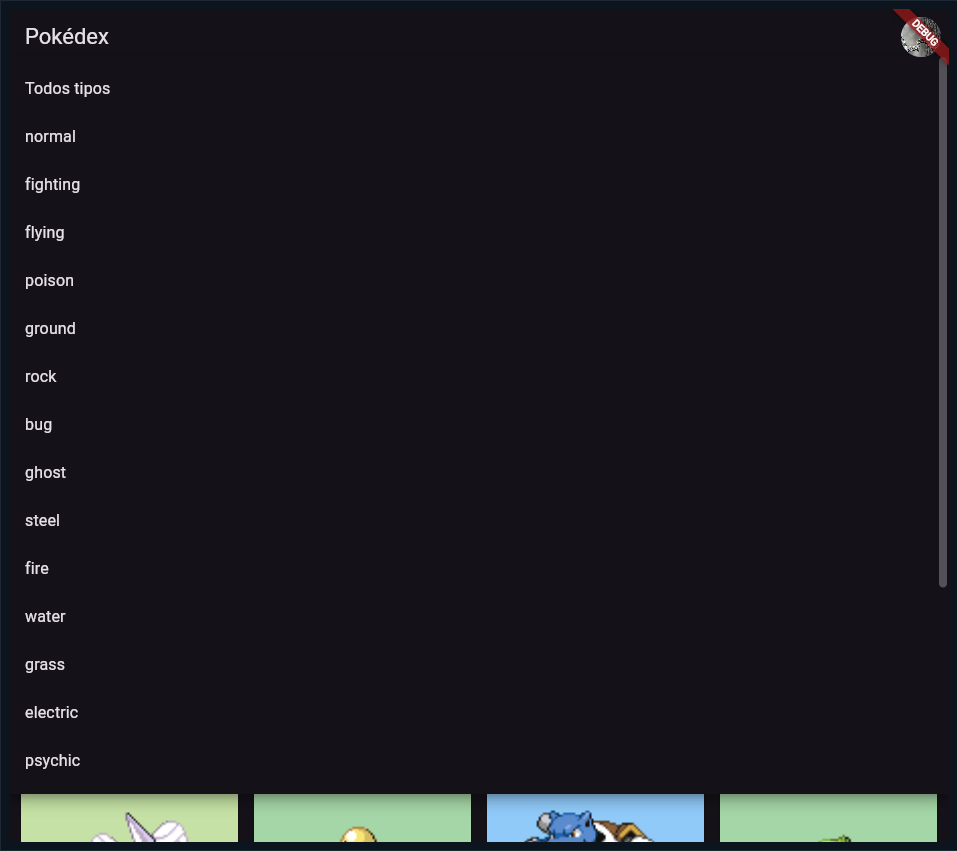 Pokédex
DEBUG
Todos tipos
normal
fighting
flying
poison
ground
rock
bug
ghost
steel
fire
water
grass
electric
psychic